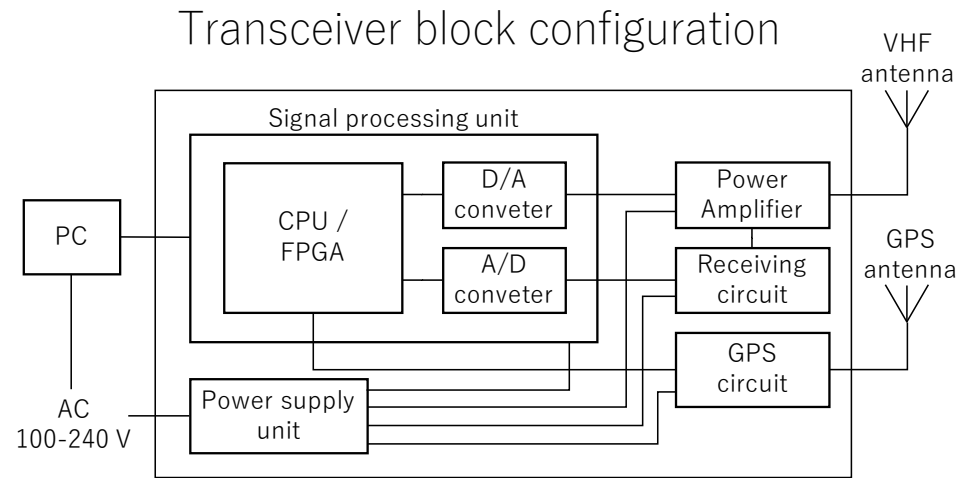 Transceiver block configuration
VHF
antenna
Signal processing unit
D/A
conveter
Power
Amplifier
CPU /
FPGA
PC
GPS
antenna
A/D
conveter
Receiving
circuit
GPS
circuit
AC
100-240 V
Power supply
unit